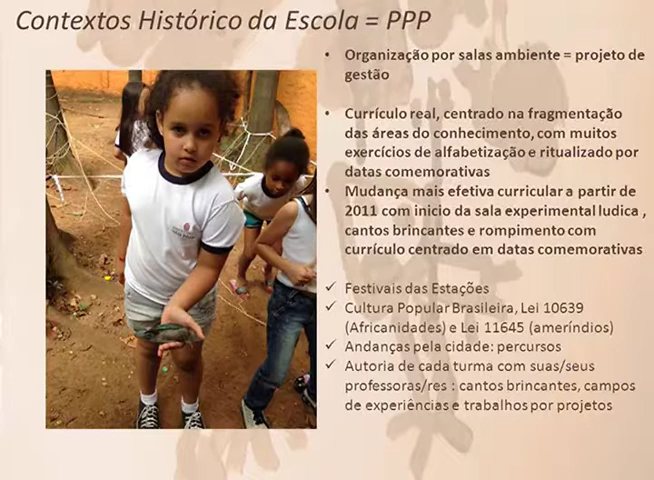 Contextos Histórico da Escola = PPP
• Organização por salas ambiente = projeto de
gestão
• Currículo real, centrado na fragmentação
das áreas do conhecimento, com muitos
exercícios de alfabetização e ritualizado por
datas comemorativas
• Mudança mais efetiva curricular a partir de
2011 com inicio da sala experimental ludica ,
cantos brincantes e rompimento com
currículo centrado em datas comemorativas
✓ Festivais das Estações
✓ Cultura Popular Brasileira, Lei 10639
(Africanidades) e Lei 11645 (ameríndios)
✓ Andanças pela cidade: percursos
✓ Autoria de cada turma com suas/seus
professoras/res : cantos brincantes, campos
de experiências e trabalhos por projetos